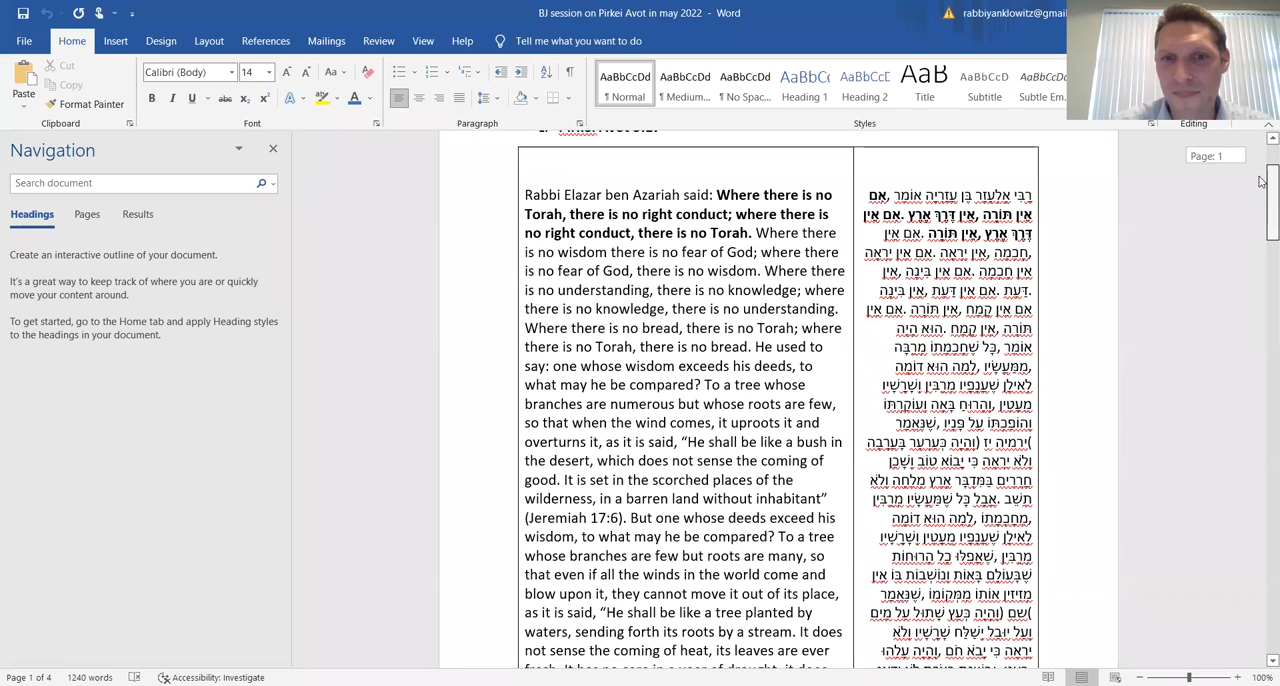 BJ session on Pirkei Avot in may 2022 - Word
rabbiyanklowitz@gmai
File Home Insert Design Layout References Mailings Review View Help Tell me what you want to do
Paste
Cut
Copy
Format Painter
Calibri (Body) 14
AaBbCcDd AaBbCcDd AaBbCcDd AaBbCc AaBbCcC AaB AaBbCcD AaBbCcDd
¶ Normal ¶ Medium... ¶ No Spac... Heading 1 Heading 2 Title Subtitle Subtle Em...
Clipboard Font Paragraph Styles Editing
Navigation
Search document
Headings Pages Results
Create an interactive outline of your document.
It's a great way to keep track of where you are or quickly
move your content around.
To get started, go to the Home tab and apply Heading styles
to the headings in your document.
Page: 1
Rabbi Elazar ben Azariah said: Where there is no
Torah, there is no right conduct; where there is
no right conduct, there is no Torah. Where there
is no wisdom there is no fear of God; where there
is no fear of God, there is no wisdom. Where there
is no understanding, there is no knowledge; where
there is no knowledge, there is no understanding.
Where there is no bread, there is no Torah; where
there is no Torah, there is no bread. He used to
say: one whose wisdom exceeds his deeds, to
what may he be compared? To a tree whose
branches are numerous but whose roots are few,
so that when the wind comes, it uproots it and
overturns it, as it is said, “He shall be like a bush in
the desert, which does not sense the coming of
good. It is set in the scorched places of the
wilderness, in a barren land without inhabitant”
(Jeremiah 17:6). But one whose deeds exceed his
wisdom, to what may he be compared? To a tree
whose branches are few but roots are many, so
that even if all the winds in the world come and
blow upon it, they cannot move it out of its place,
as it is said, “He shall be like a tree planted by
waters, sending forth its roots by a stream. It does
not sense the coming of heat, its leaves are ever
רַבִּי אֶלְעָזָר בֶּן עֲזַרְיָה אוֹמֵר, אִם
אֵין תּוֹרָה, אֵין דֶּרֶךְ אֶרֶץ. אִם אֵין
דֶּרֶךְ אֶרֶץ, אֵין תּוֹרָה. אִם אֵין
חָכְמָה, אֵין יִרְאָה. אִם אֵין יִרְאָה,
אֵין חָכְמָה. אִם אֵין בִּינָה, אֵין
דַּעַת. אִם אֵין דַּעַת, אֵין בִּינָה.
אִם אֵין קֶמַח, אֵין תּוֹרָה. אִם אֵין
תּוֹרָה, אֵין קֶמַח. הוּא הָיָה
אוֹמֵר, כָּל שֶׁחָכְמָתוֹ מְרֻבָּה
מִמַּעֲשָׂיו, לְמַה הוּא דוֹמֶה
לְאִילָן שֶׁעֲנָפָיו מְרֻבִּין וְשָׁרָשָׁיו
מֻעָטִין, וְהָרוּחַ בָּאָה וְעוֹקַרְתּוֹ
וְהוֹפַכְתּוֹ עַל פָּנָיו, שֶׁנֶּאֱמַר
(ירמיה יז) וְהָיָה כְּעַרְעָר בָּעֲרָבָה
וְלֹא יִרְאֶה כִּי יָבוֹא טוֹב וְשָׁכַן
חֲרֵרִים בַּמִּדְבָּר אֶרֶץ מְלֵחָה וְלֹא
תֵשֵׁב. אֲבָל כָּל שֶׁמַּעֲשָׂיו מְרֻבִּין
מֵחָכְמָתוֹ, לְמַה הוּא דוֹמֶה
לְאִילָן שֶׁעֲנָפָיו מֻעָטִין וְשָׁרָשָׁיו
מְרֻבִּין, שֶׁאֲפִלּוּ כָל הָרוּחוֹת
שֶׁבָּעוֹלָם בָּאוֹת וְנוֹשְׁבוֹת בּוֹ אֵין
מְזִיזִין אוֹתוֹ מִמְּקוֹמוֹ, שֶׁנֶּאֱמַר
(שם) וְהָיָה כְּעֵץ שָׁתוּל עַל מַיִם
וְעַל יוּבַל יְשַׁלַּח שָׁרָשָׁיו וְלֹא
יִרְאֶה כִּי יָבֹא חֹם, וְהָיָה עָלֵהוּ
Page 1 of 4 1240 words Accessibility: Investigate 100%